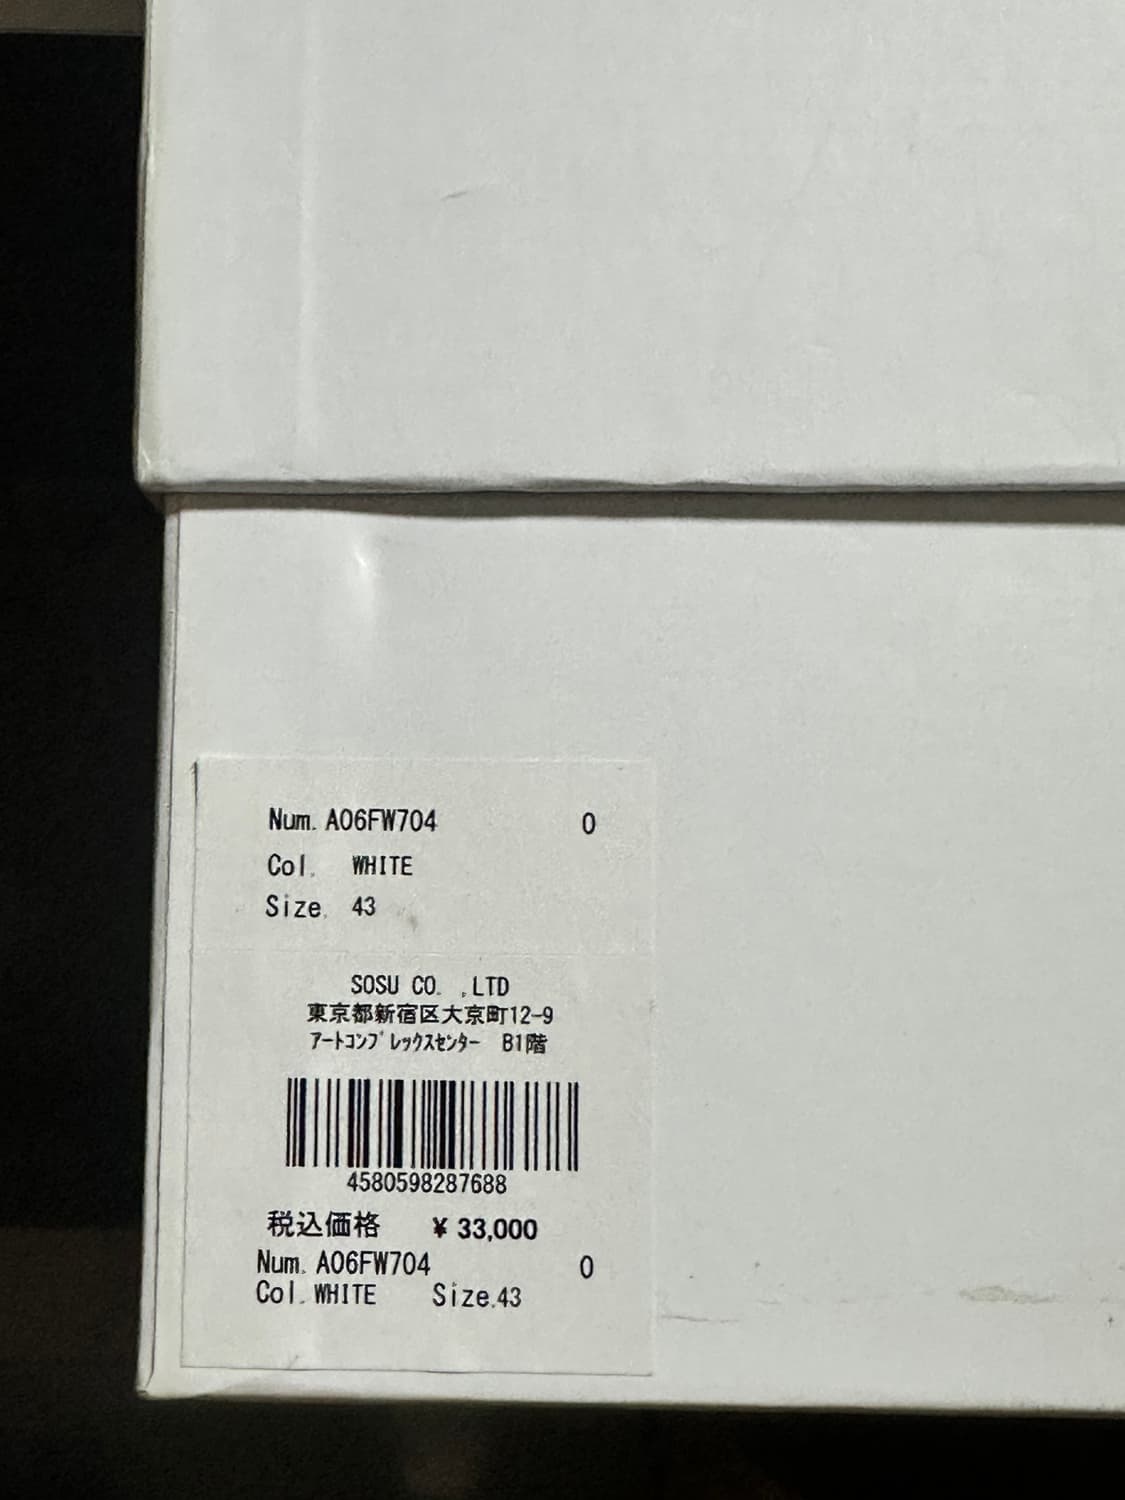 Num. A06FW704 0
Col. WHITE
Size. 43
SOSU CO. ,LTD
東京都新宿区大京町12-9
ｱｰﾄｺﾝﾌﾟﾚｯｸｽｾﾝﾀｰ B1階
4580598287688
税込価格 ¥ 33,000
Num. A06FW704 0
Col. WHITE Size.43